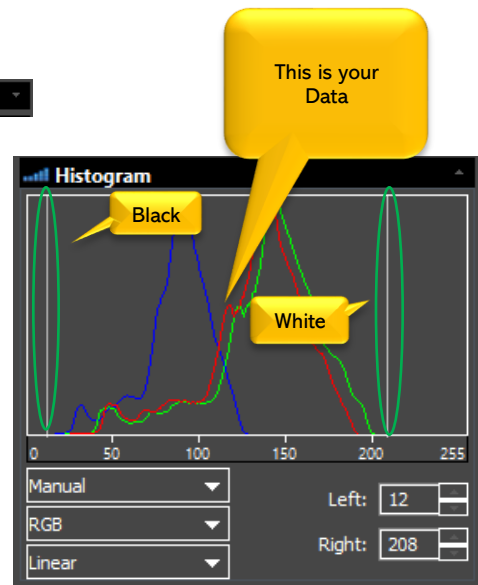 This is your
Data
Histogram
Black
White
0 50 100 150 200 255
Manual
Left: 12
RGB
Right: 208
Linear